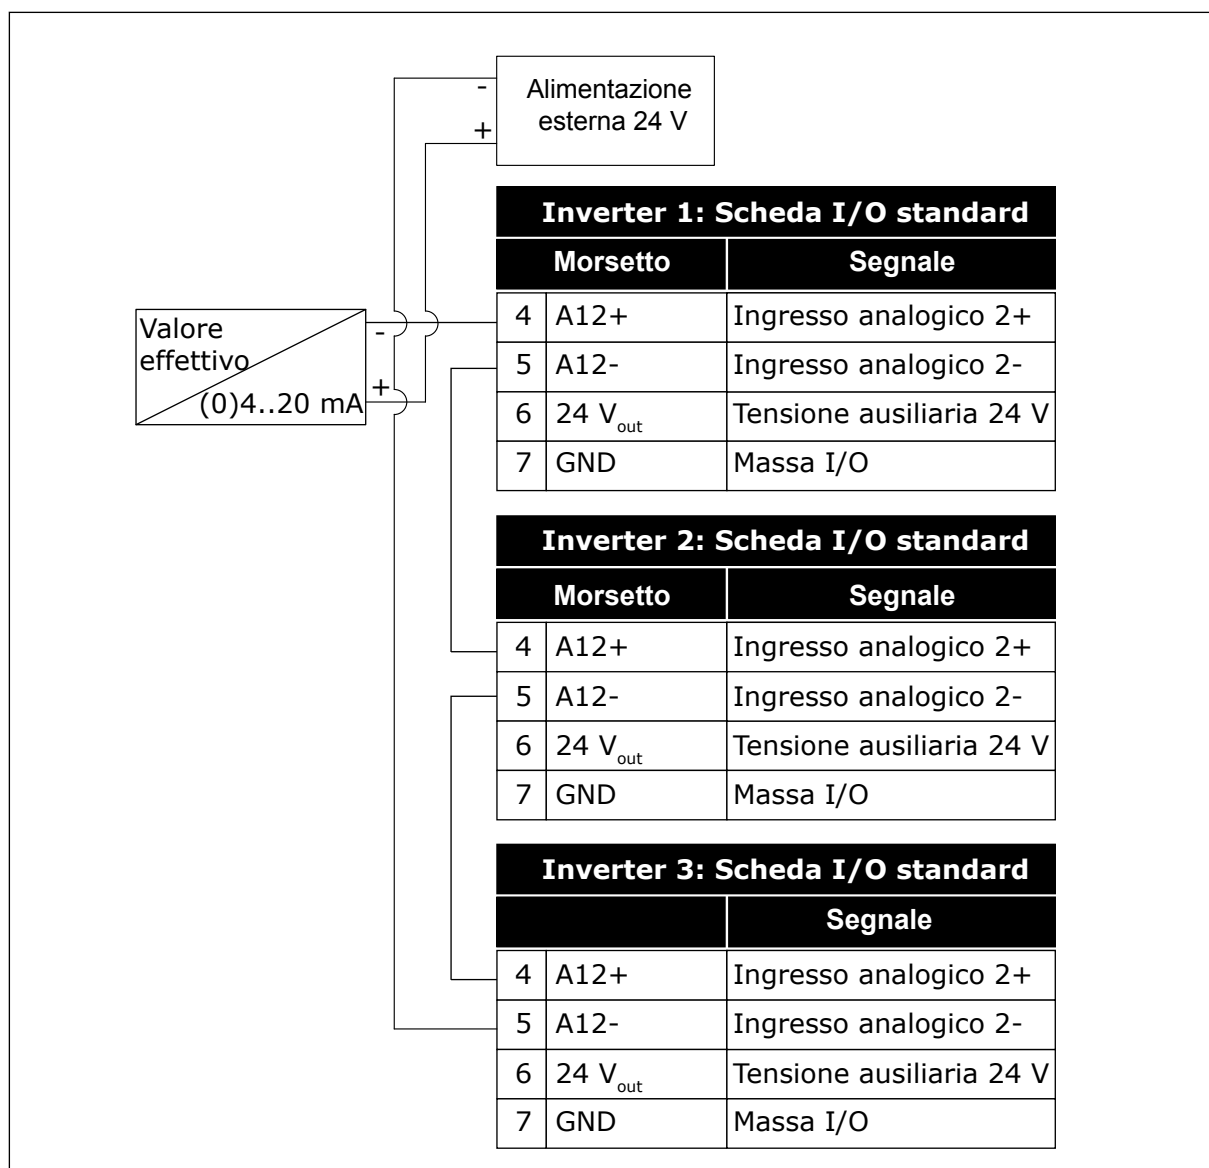 -
Alimentazione
esterna 24 V
+
Inverter 1: Scheda I/O standard
Morsetto Segnale
4 A12+ Ingresso analogico 2+
5 A12- Ingresso analogico 2-
6 24 Vout Tensione ausiliaria 24 V
7 GND Massa I/O
Valore
effettivo
(0)4..20 mA
-
+
Inverter 2: Scheda I/O standard
Morsetto Segnale
4 A12+ Ingresso analogico 2+
5 A12- Ingresso analogico 2-
6 24 Vout Tensione ausiliaria 24 V
7 GND Massa I/O
Inverter 3: Scheda I/O standard
Segnale
4 A12+ Ingresso analogico 2+
5 A12- Ingresso analogico 2-
6 24 Vout Tensione ausiliaria 24 V
7 GND Massa I/O